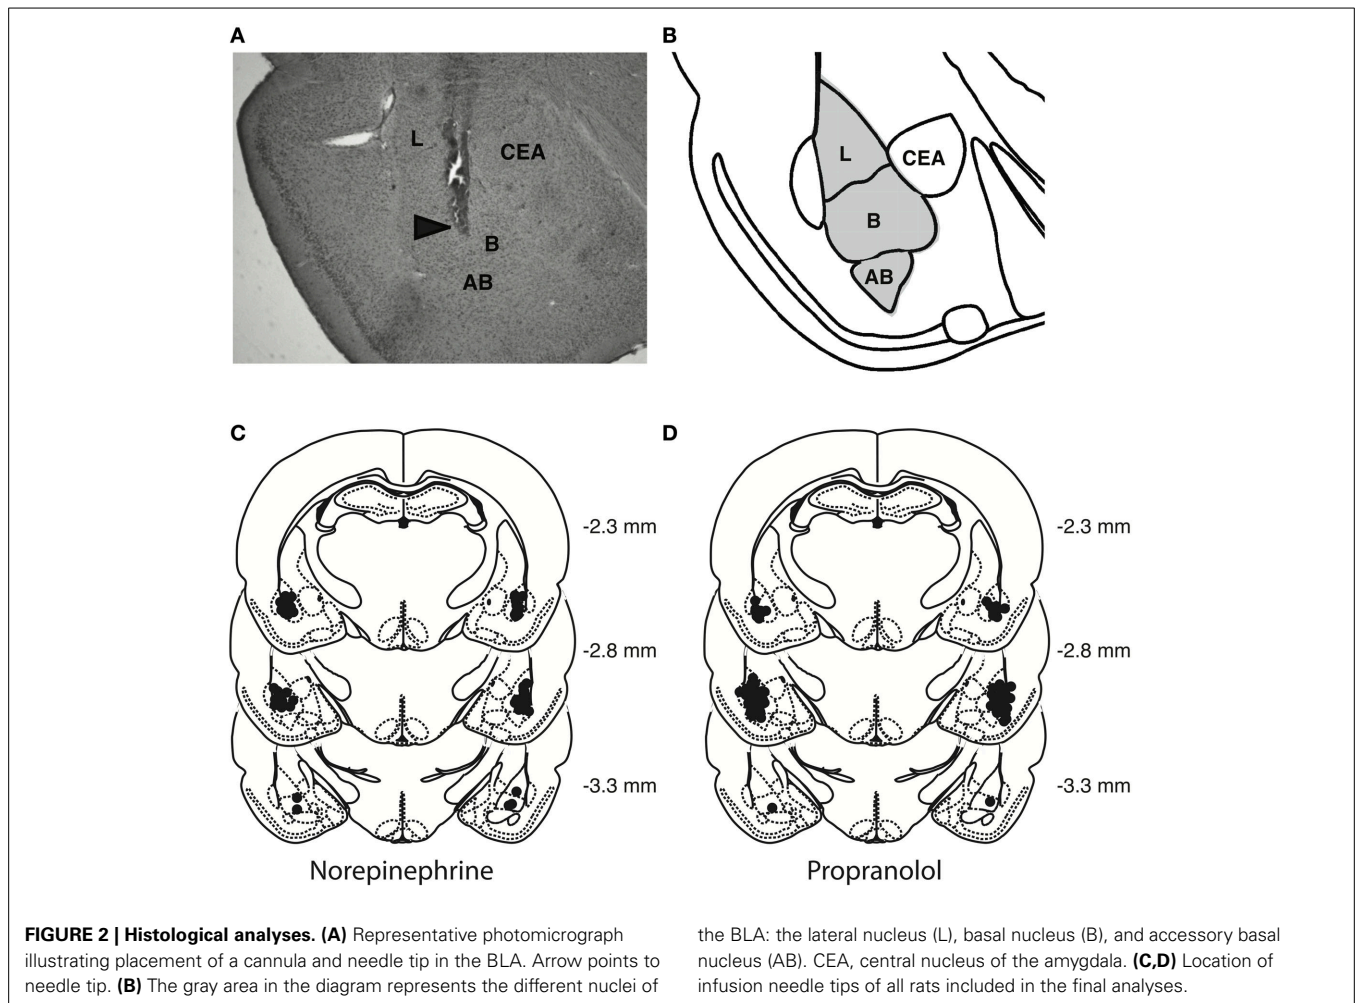 A
B
L
CEA
B
AB
L
CEA
B
AB
C
D
-2.3 mm
-2.8 mm
-3.3 mm
Norepinephrine
-2.3 mm
-2.8 mm
-3.3 mm
Propranolol
FIGURE 2 | Histological analyses. (A) Representative photomicrograph
illustrating placement of a cannula and needle tip in the BLA. Arrow points to
needle tip. (B) The gray area in the diagram represents the different nuclei of
the BLA: the lateral nucleus (L), basal nucleus (B), and accessory basal
nucleus (AB). CEA, central nucleus of the amygdala. (C,D) Location of
infusion needle tips of all rats included in the final analyses.